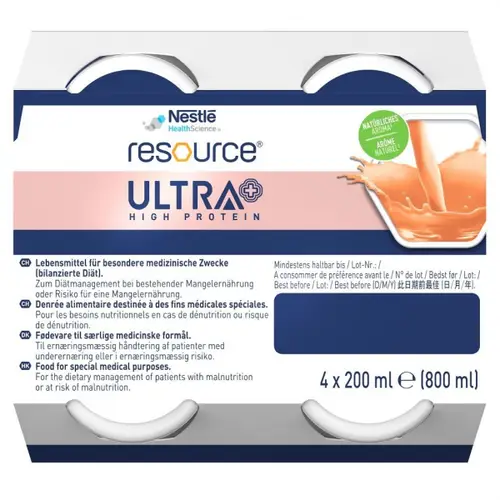 Nestlé
HealthScience
resource®
ULTRA+
HIGH PROTEIN
NATÜRLICHES
AROMA*
ARÔME
NATUREL*
CH Lebensmittel für besondere medizinische Zwecke
(bilanzierte Diät).
Zum Diätmanagement bei bestehender Mangelernährung
oder Risiko für eine Mangelernährung.
CH Denrée alimentaire destinée à des fins médicales spéciales.
Pour les besoins nutritionnels en cas de dénutrition ou risque
de dénutrition.
DK Fødevare til særlige medicinske formål.
Til ernæringsmæssig håndtering af patienter med
underernæring eller i ernæringsmæssig risiko.
HK Food for special medical purposes.
For the dietary management of patients with malnutrition
or at risk of malnutrition.
Mindestens haltbar bis / Lot-Nr.: /
A consommer de préférence avant le / N° de lot / Bedst før / Lot: /
Best before / Lot: / Best before (D/M/Y) 此日期前最佳 (日/月/年).
4 x 200 ml ℮ (800 ml)